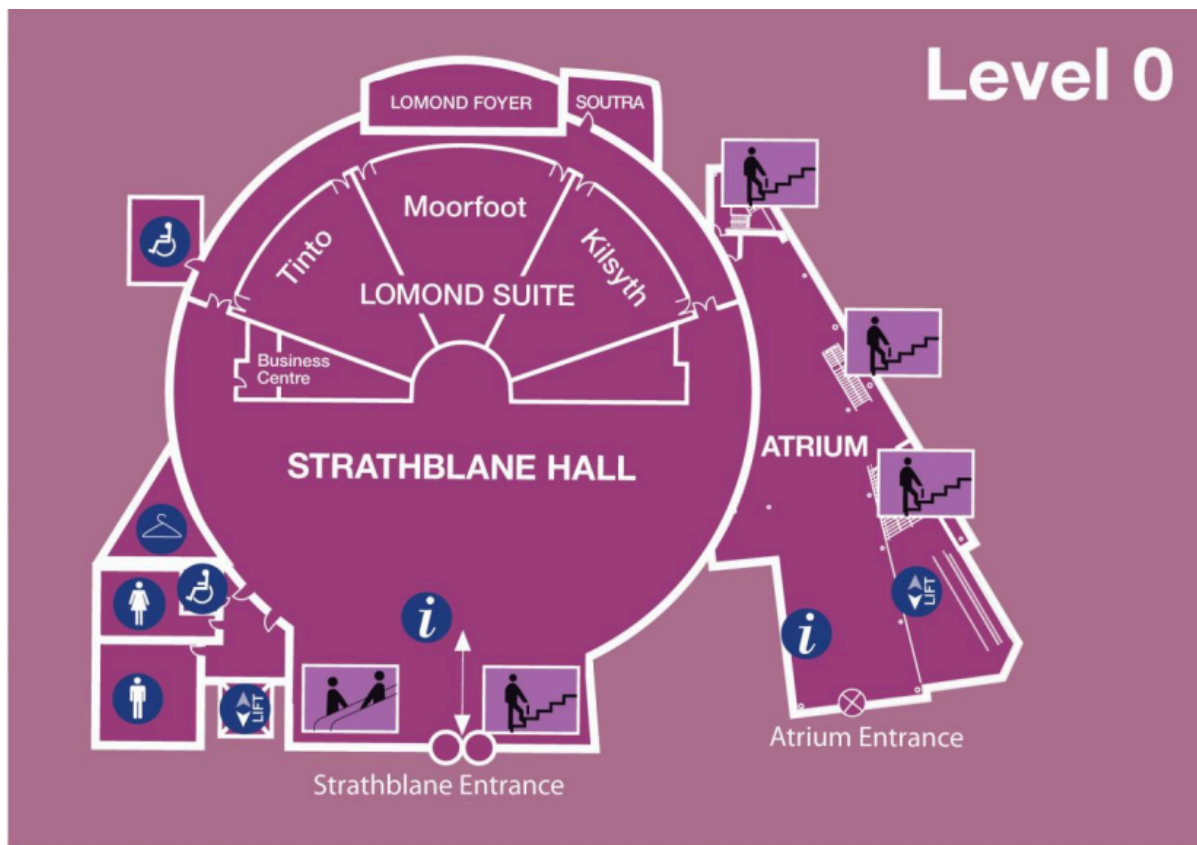 Level 0
LOMOND FOYER
SOUTRA
Moorfoot
Tinto
Kilsyth
LOMOND SUITE
Business
Centre
STRATHBLANE HALL
ATRIUM
i
i
LIFT
LIFT
Strathblane Entrance
Atrium Entrance